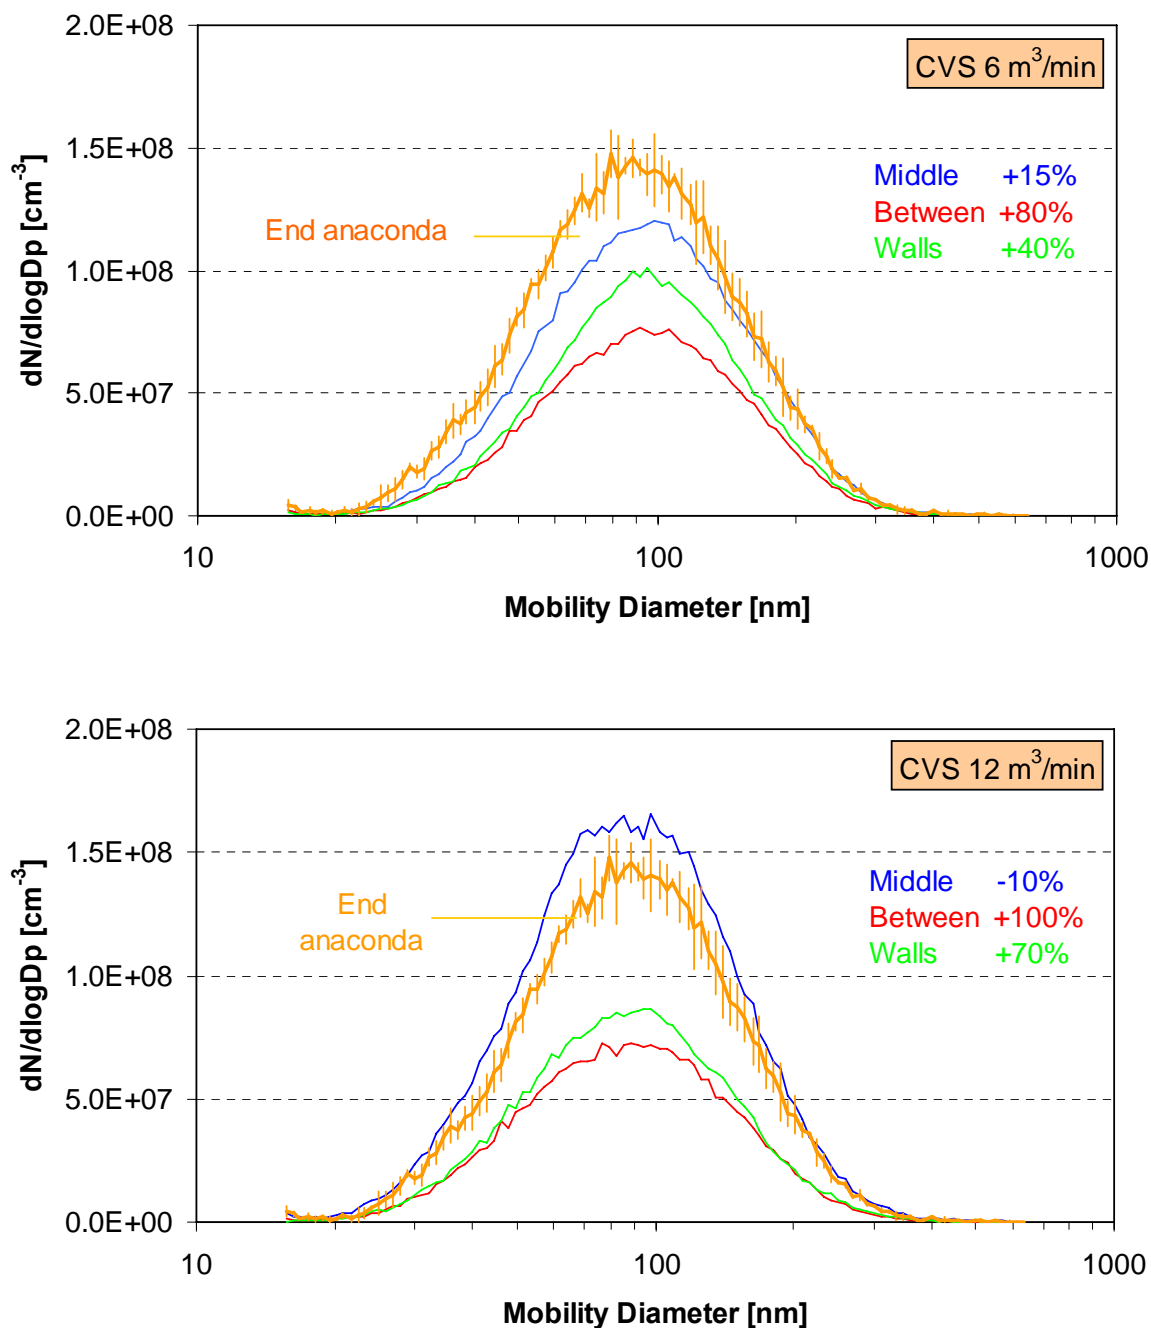 2.0E+08
CVS 6 m³/min
1.5E+08
Middle +15%
Between +80%
Walls +40%
End anaconda
1.0E+08
5.0E+07
0.0E+00
dN/dlogDp [cm⁻³]
10 100 1000
Mobility Diameter [nm]
2.0E+08
CVS 12 m³/min
1.5E+08
Middle -10%
Between +100%
Walls +70%
End
anaconda
1.0E+08
5.0E+07
0.0E+00
dN/dlogDp [cm⁻³]
10 100 1000
Mobility Diameter [nm]